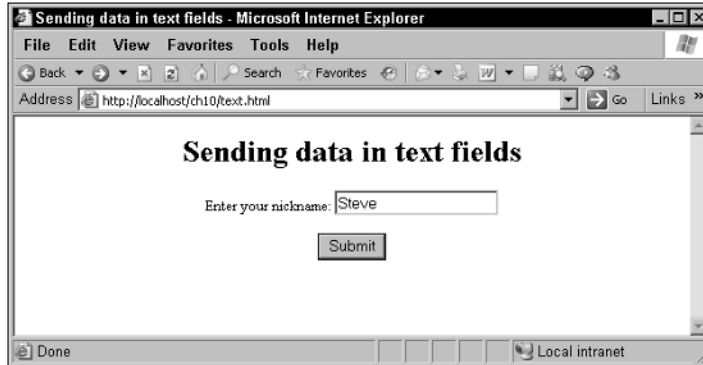 Sending data in text fields - Microsoft Internet Explorer
File Edit View Favorites Tools Help
Back Search Favorites W
Address http://localhost/ch10/text.html Go Links »
Sending data in text fields
Enter your nickname: Steve
Submit
Done Local intranet